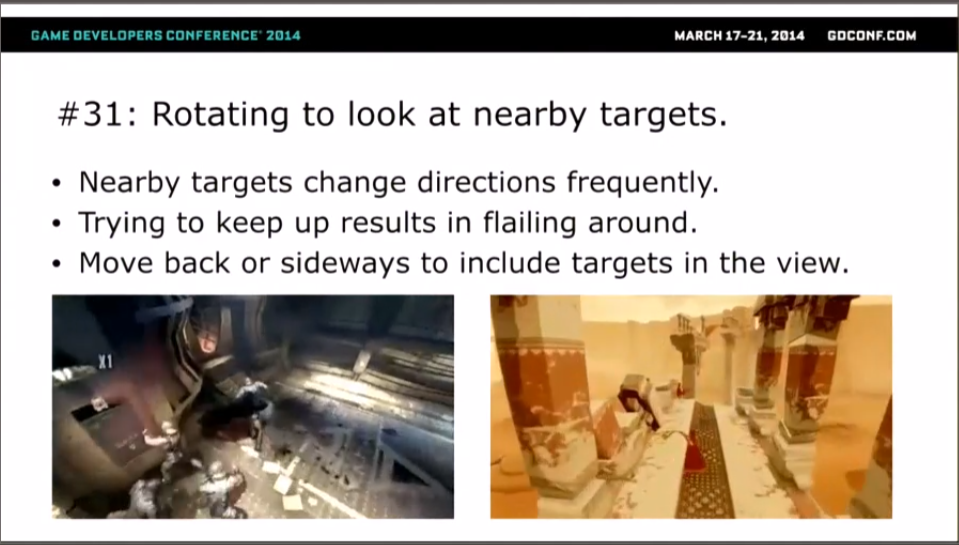 GAME DEVELOPERS CONFERENCE® 2014
MARCH 17–21, 2014 GDCONF.COM
#31: Rotating to look at nearby targets.
• Nearby targets change directions frequently.
• Trying to keep up results in flailing around.
• Move back or sideways to include targets in the view.
X1